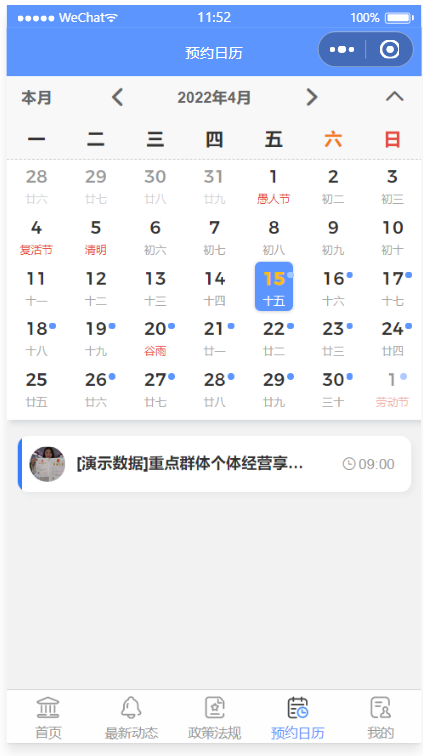 WeChat 11:52 100%
预约日历
本月 2022年4月
一 二 三 四 五 六 日
28 29 30 31 1 2 3
廿六 廿七 廿八 廿九 愚人节 初二 初三
4 5 6 7 8 9 10
复活节 清明 初六 初七 初八 初九 初十
11 12 13 14 15 16 17
十一 十二 十三 十四 十五 十六 十七
18 19 20 21 22 23 24
十八 十九 谷雨 廿一 廿二 廿三 廿四
25 26 27 28 29 30 1
廿五 廿六 廿七 廿八 廿九 三十 劳动节
[演示数据]重点群体个体经营享... 09:00
首页 最新动态 政策法规 预约日历 我的